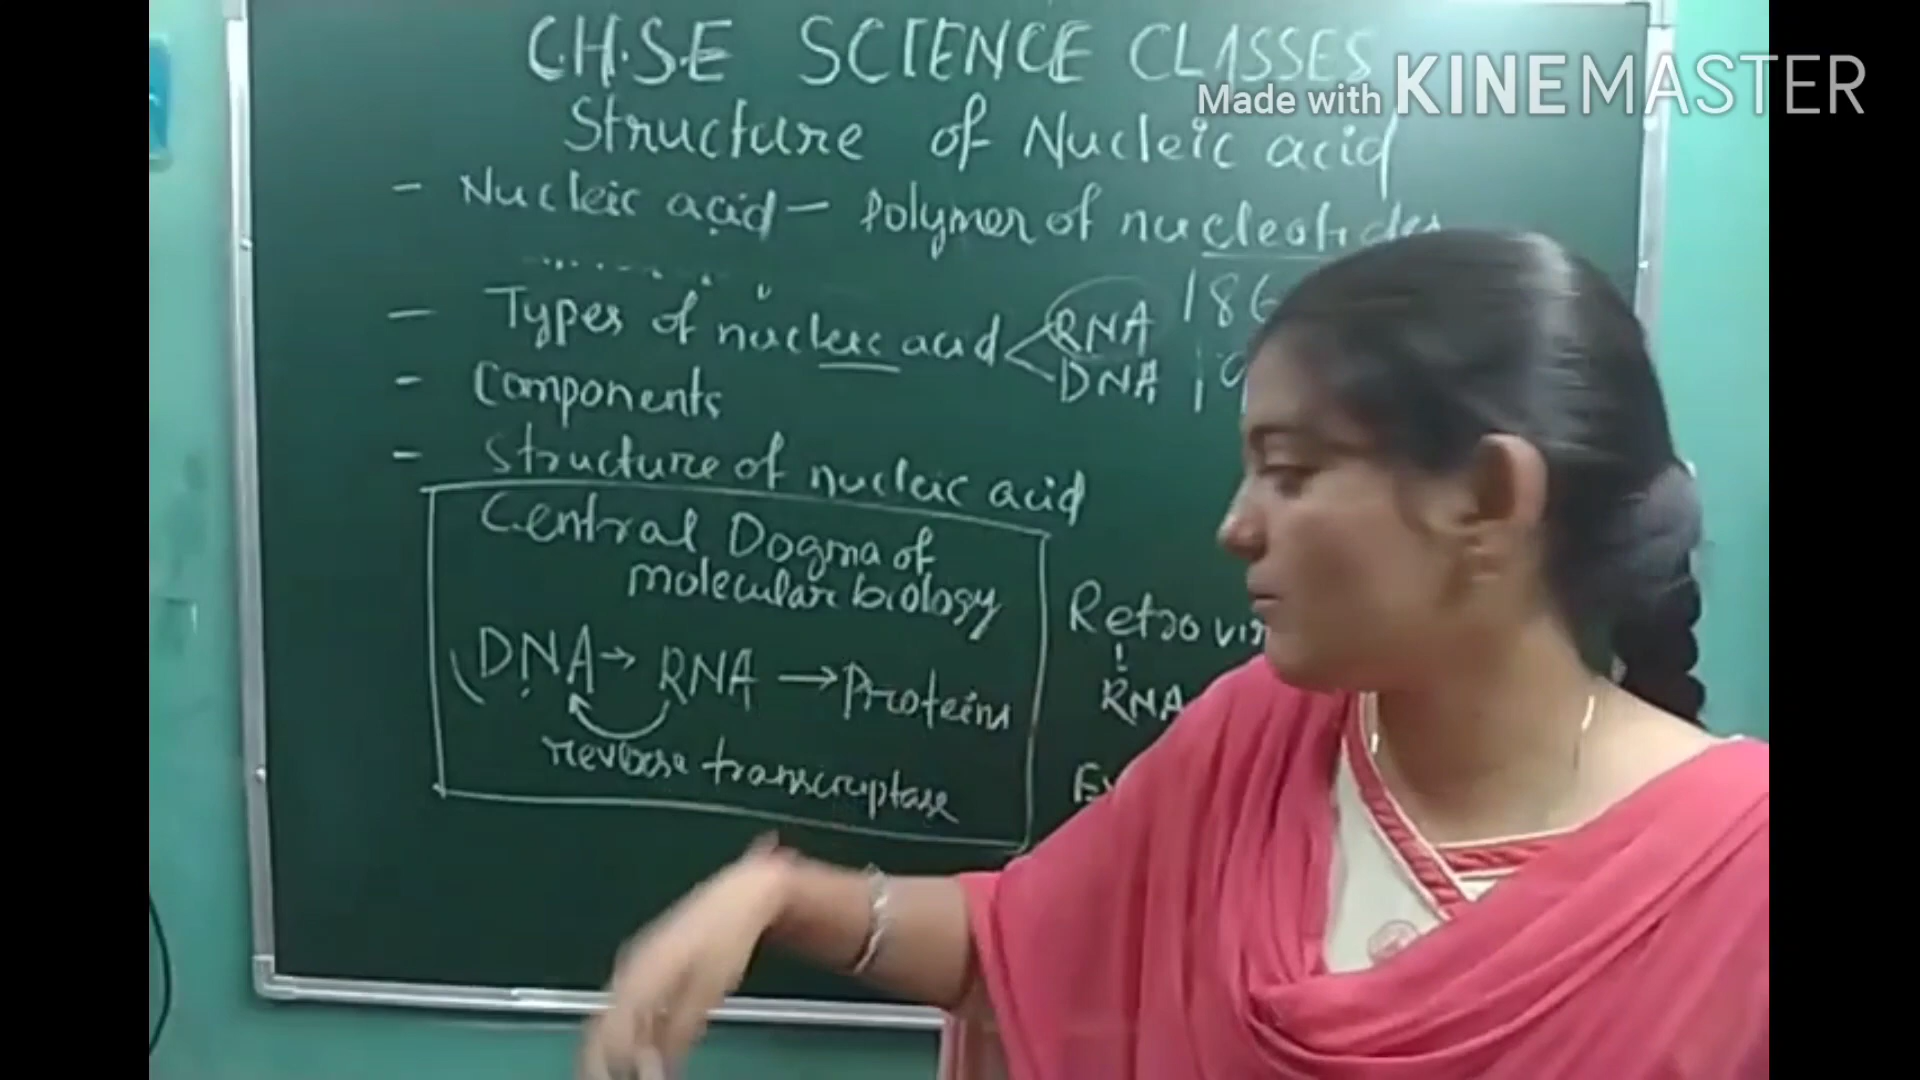 C.H.S.E SCIENCE CLASSES
Made with KINEMASTER
Structure of Nucleic acid
- Nucleic acid - Polymer of nucleotides
- Types of nucleic acid < RNA
DNA
- Components
- Structure of nucleic acid
Central Dogma of
molecular biology
DNA → RNA → Proteins
reverse transcriptase
Retro
RNA